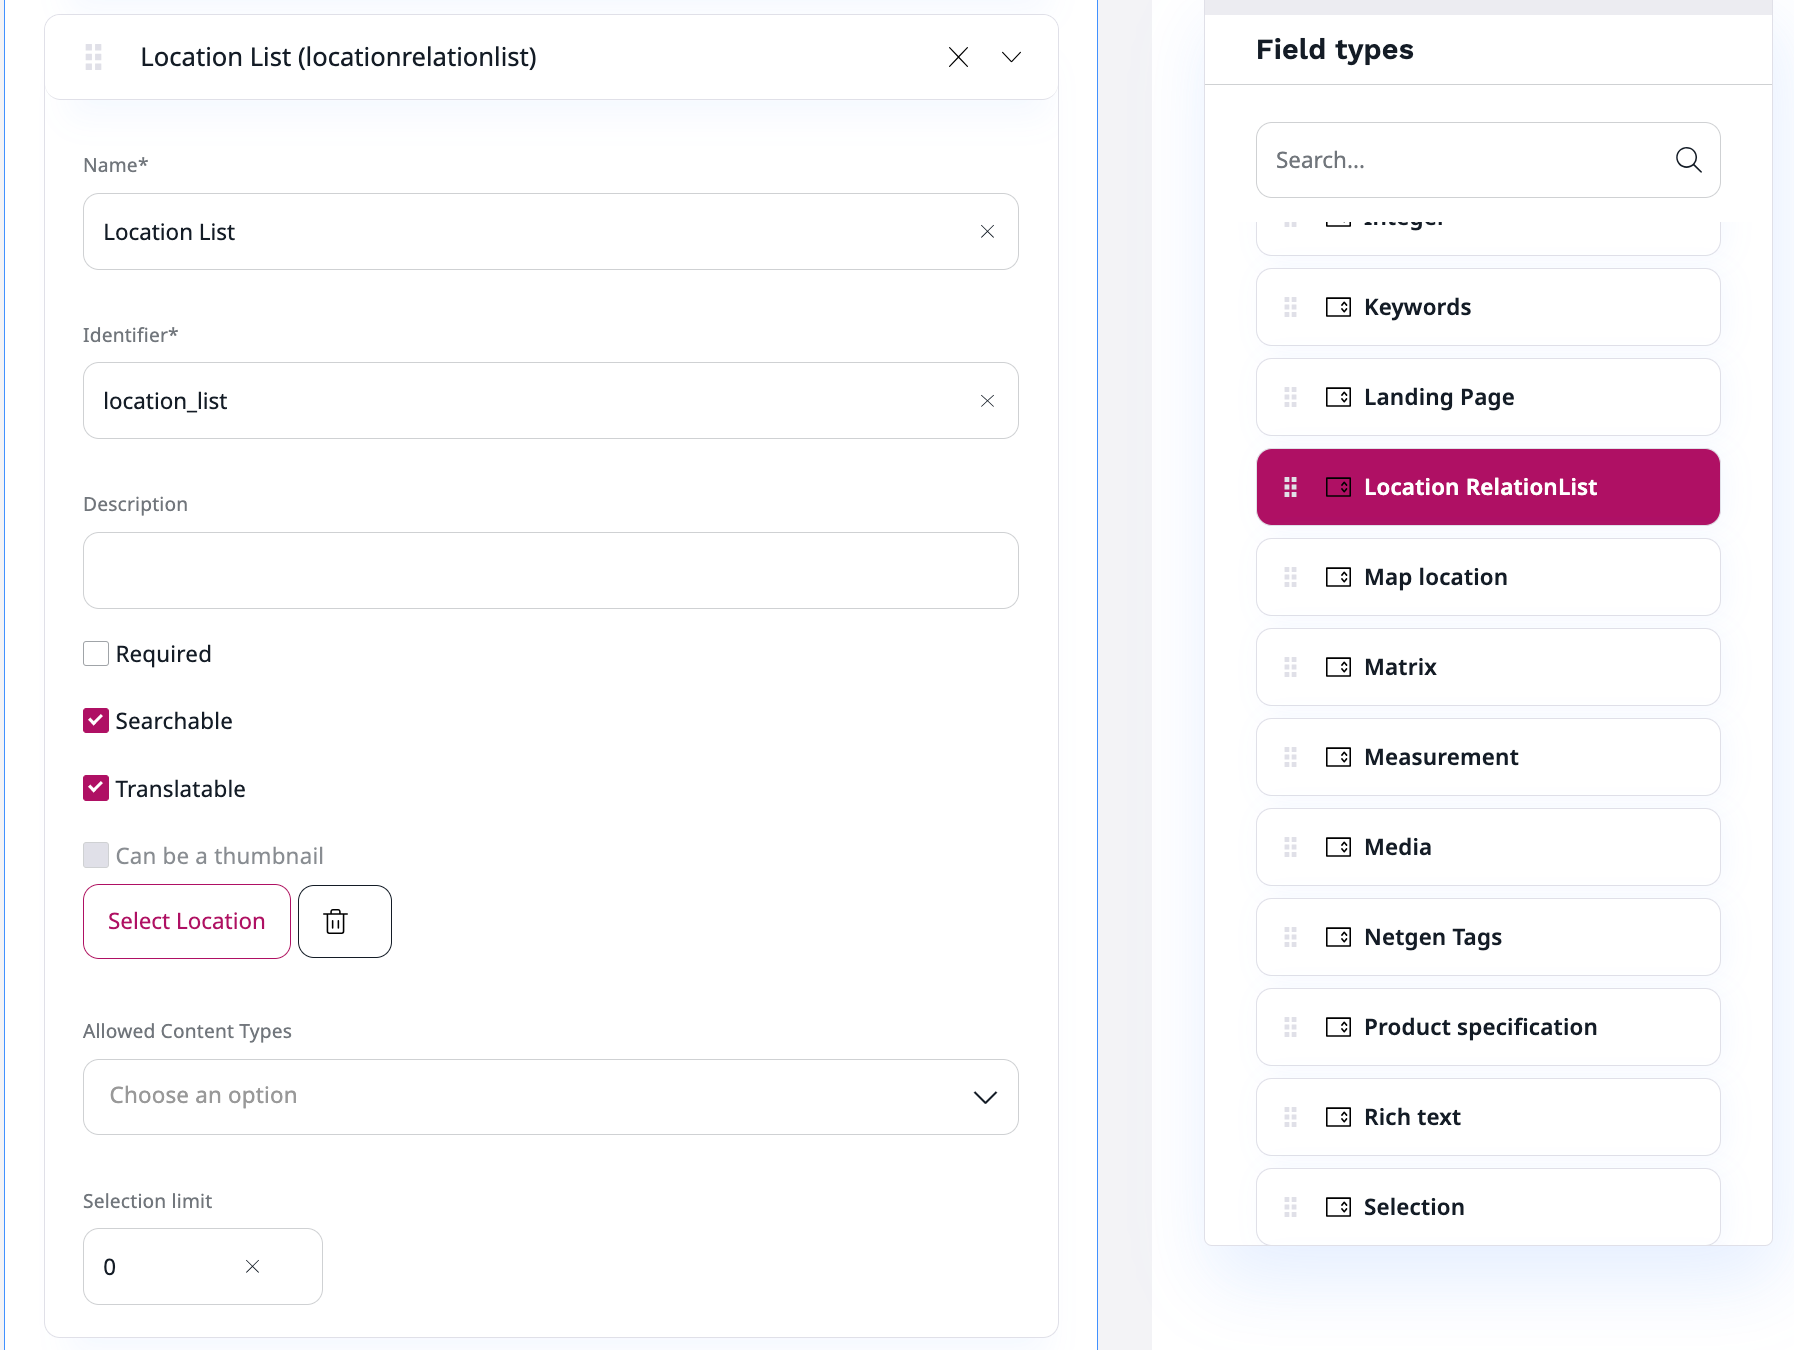 Location List (locationrelationlist)
Name*
Location List
Identifier*
location_list
Description
Required
Searchable
Translatable
Can be a thumbnail
Select Location
Allowed Content Types
Choose an option
Selection limit
0
Field types
Search...
Integer
Keywords
Landing Page
Location RelationList
Map location
Matrix
Measurement
Media
Netgen Tags
Product specification
Rich text
Selection